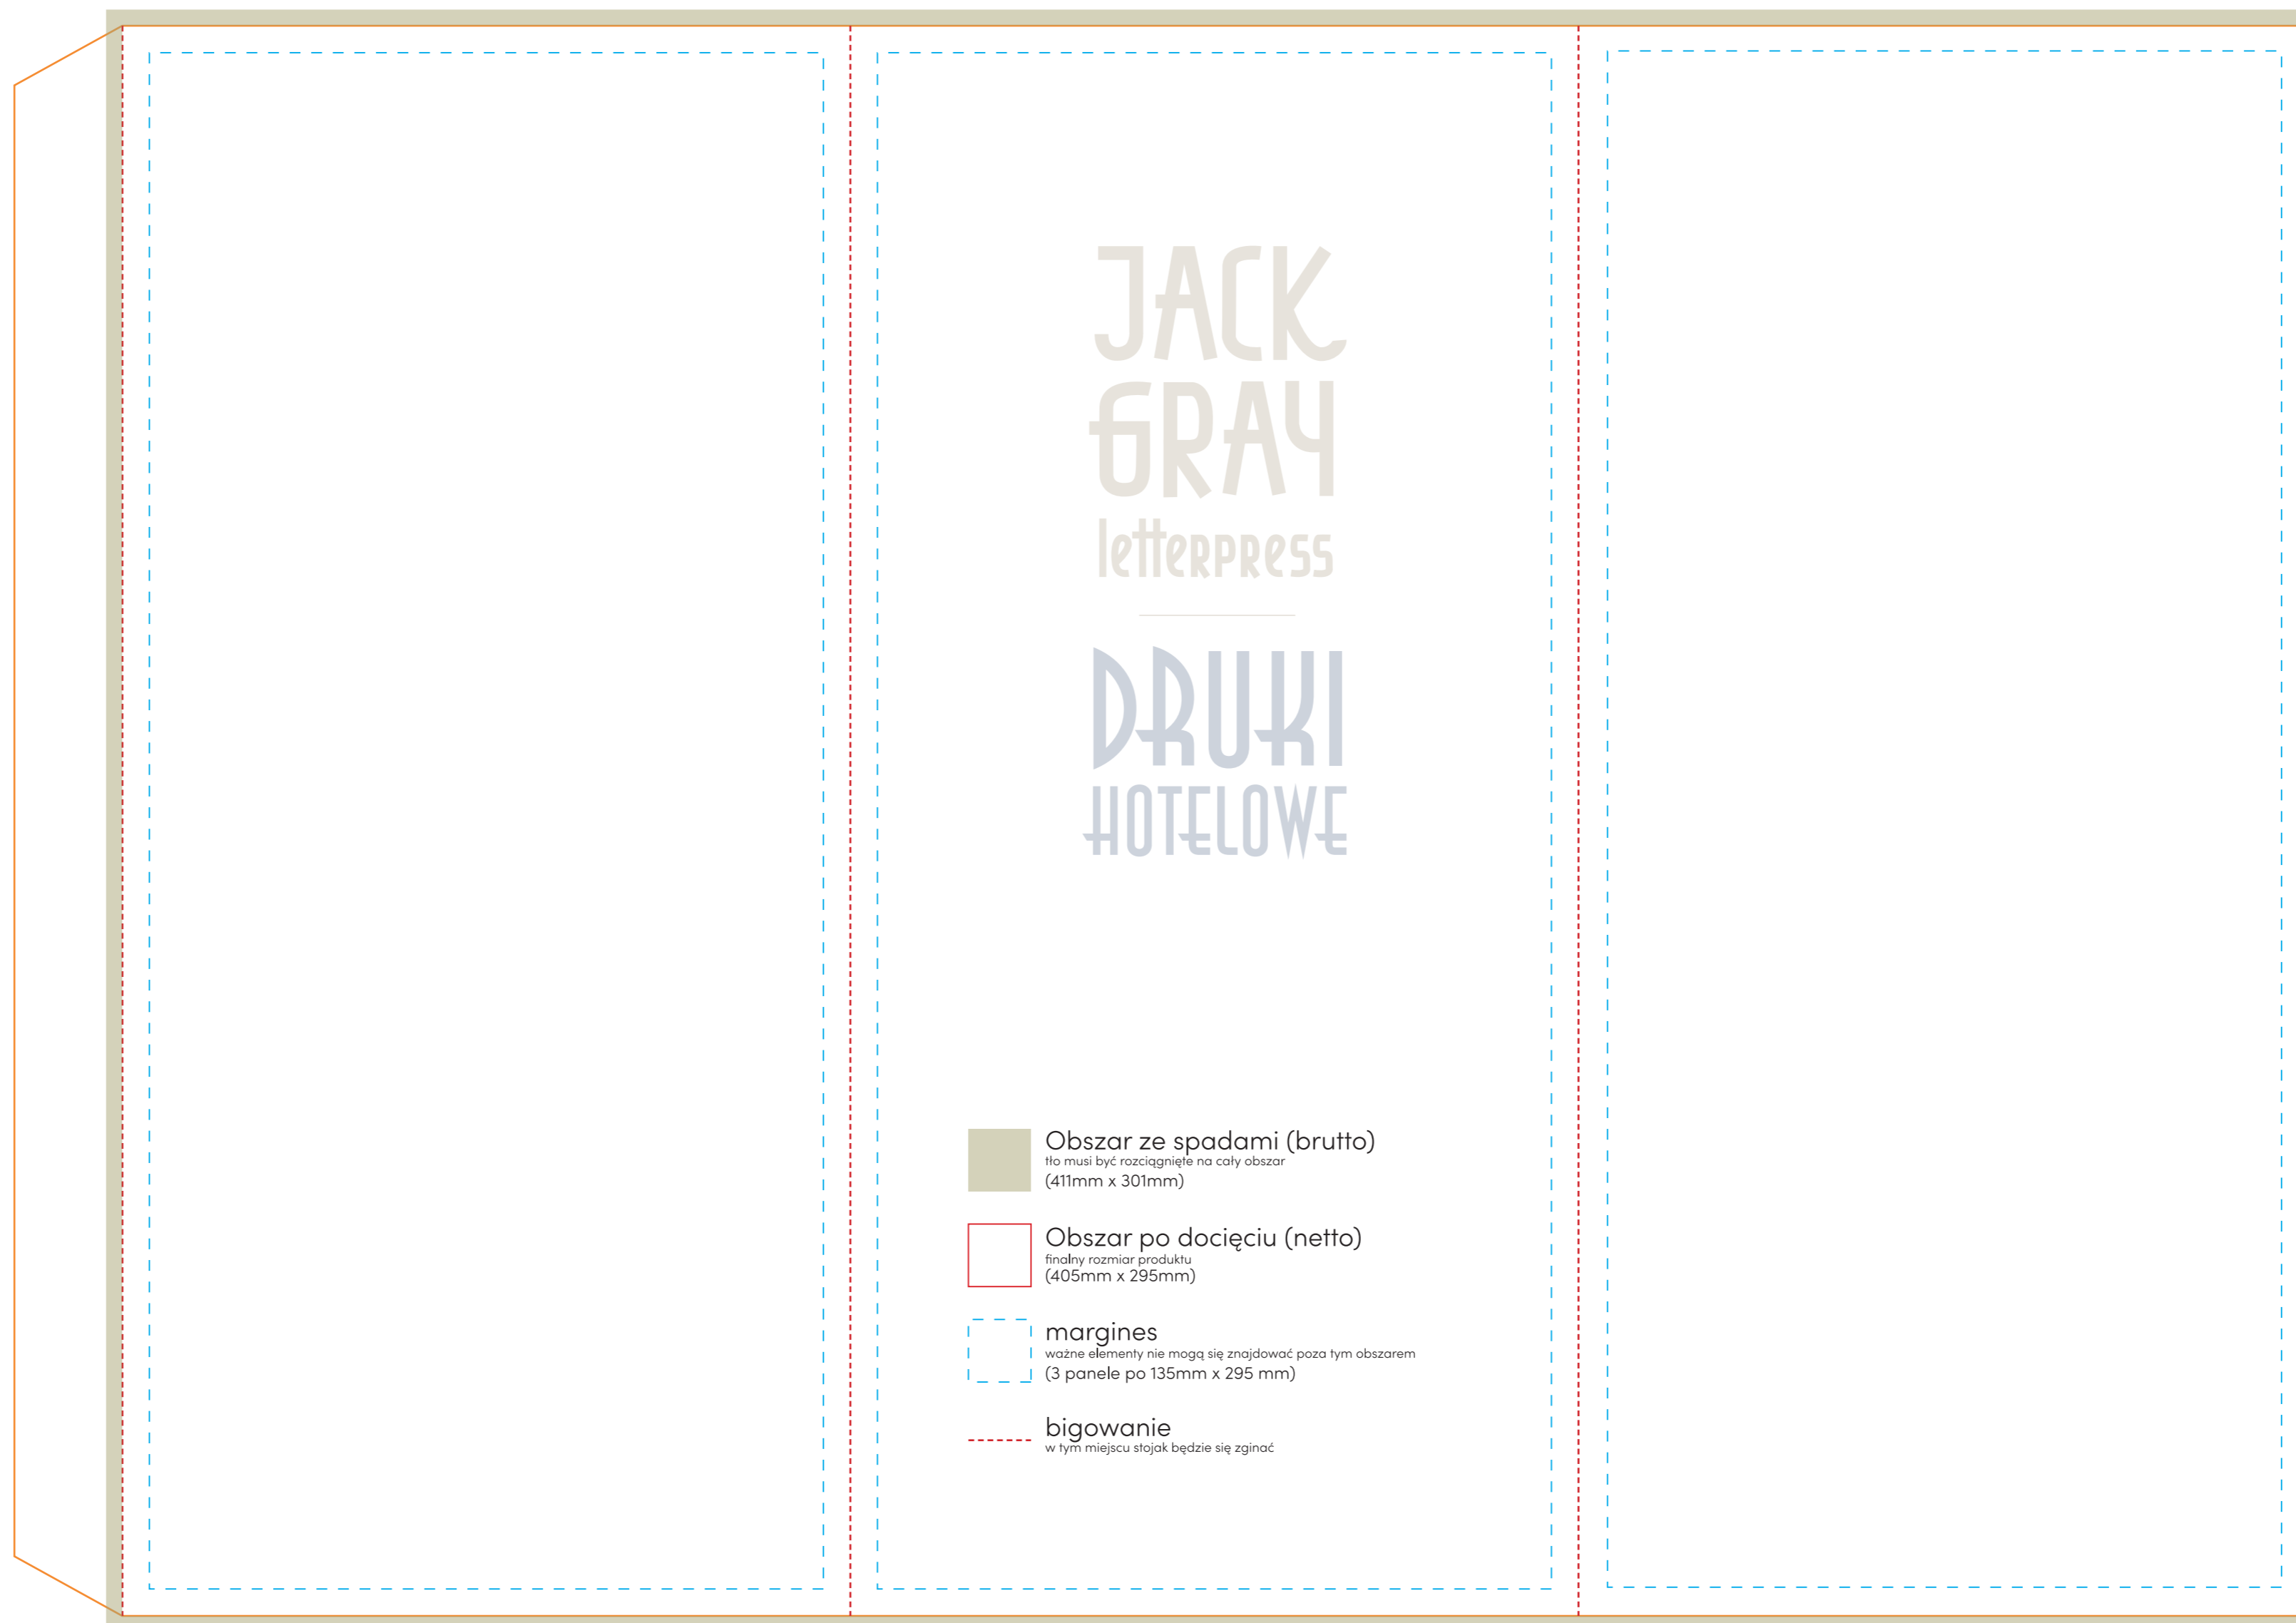 JACK
GRAY
letterpress
DRUKI
HOTELOWE
Obszar ze spadami (brutto)
tło musi być rozciągnięte na cały obszar
(411mm x 301mm)
Obszar po docięciu (netto)
finalny rozmiar produktu
(405mm x 295mm)
margines
ważne elementy nie mogą się znajdować poza tym obszarem
(3 panele po 135mm x 295 mm)
bigowanie
w tym miejscu stojak będzie się zginać